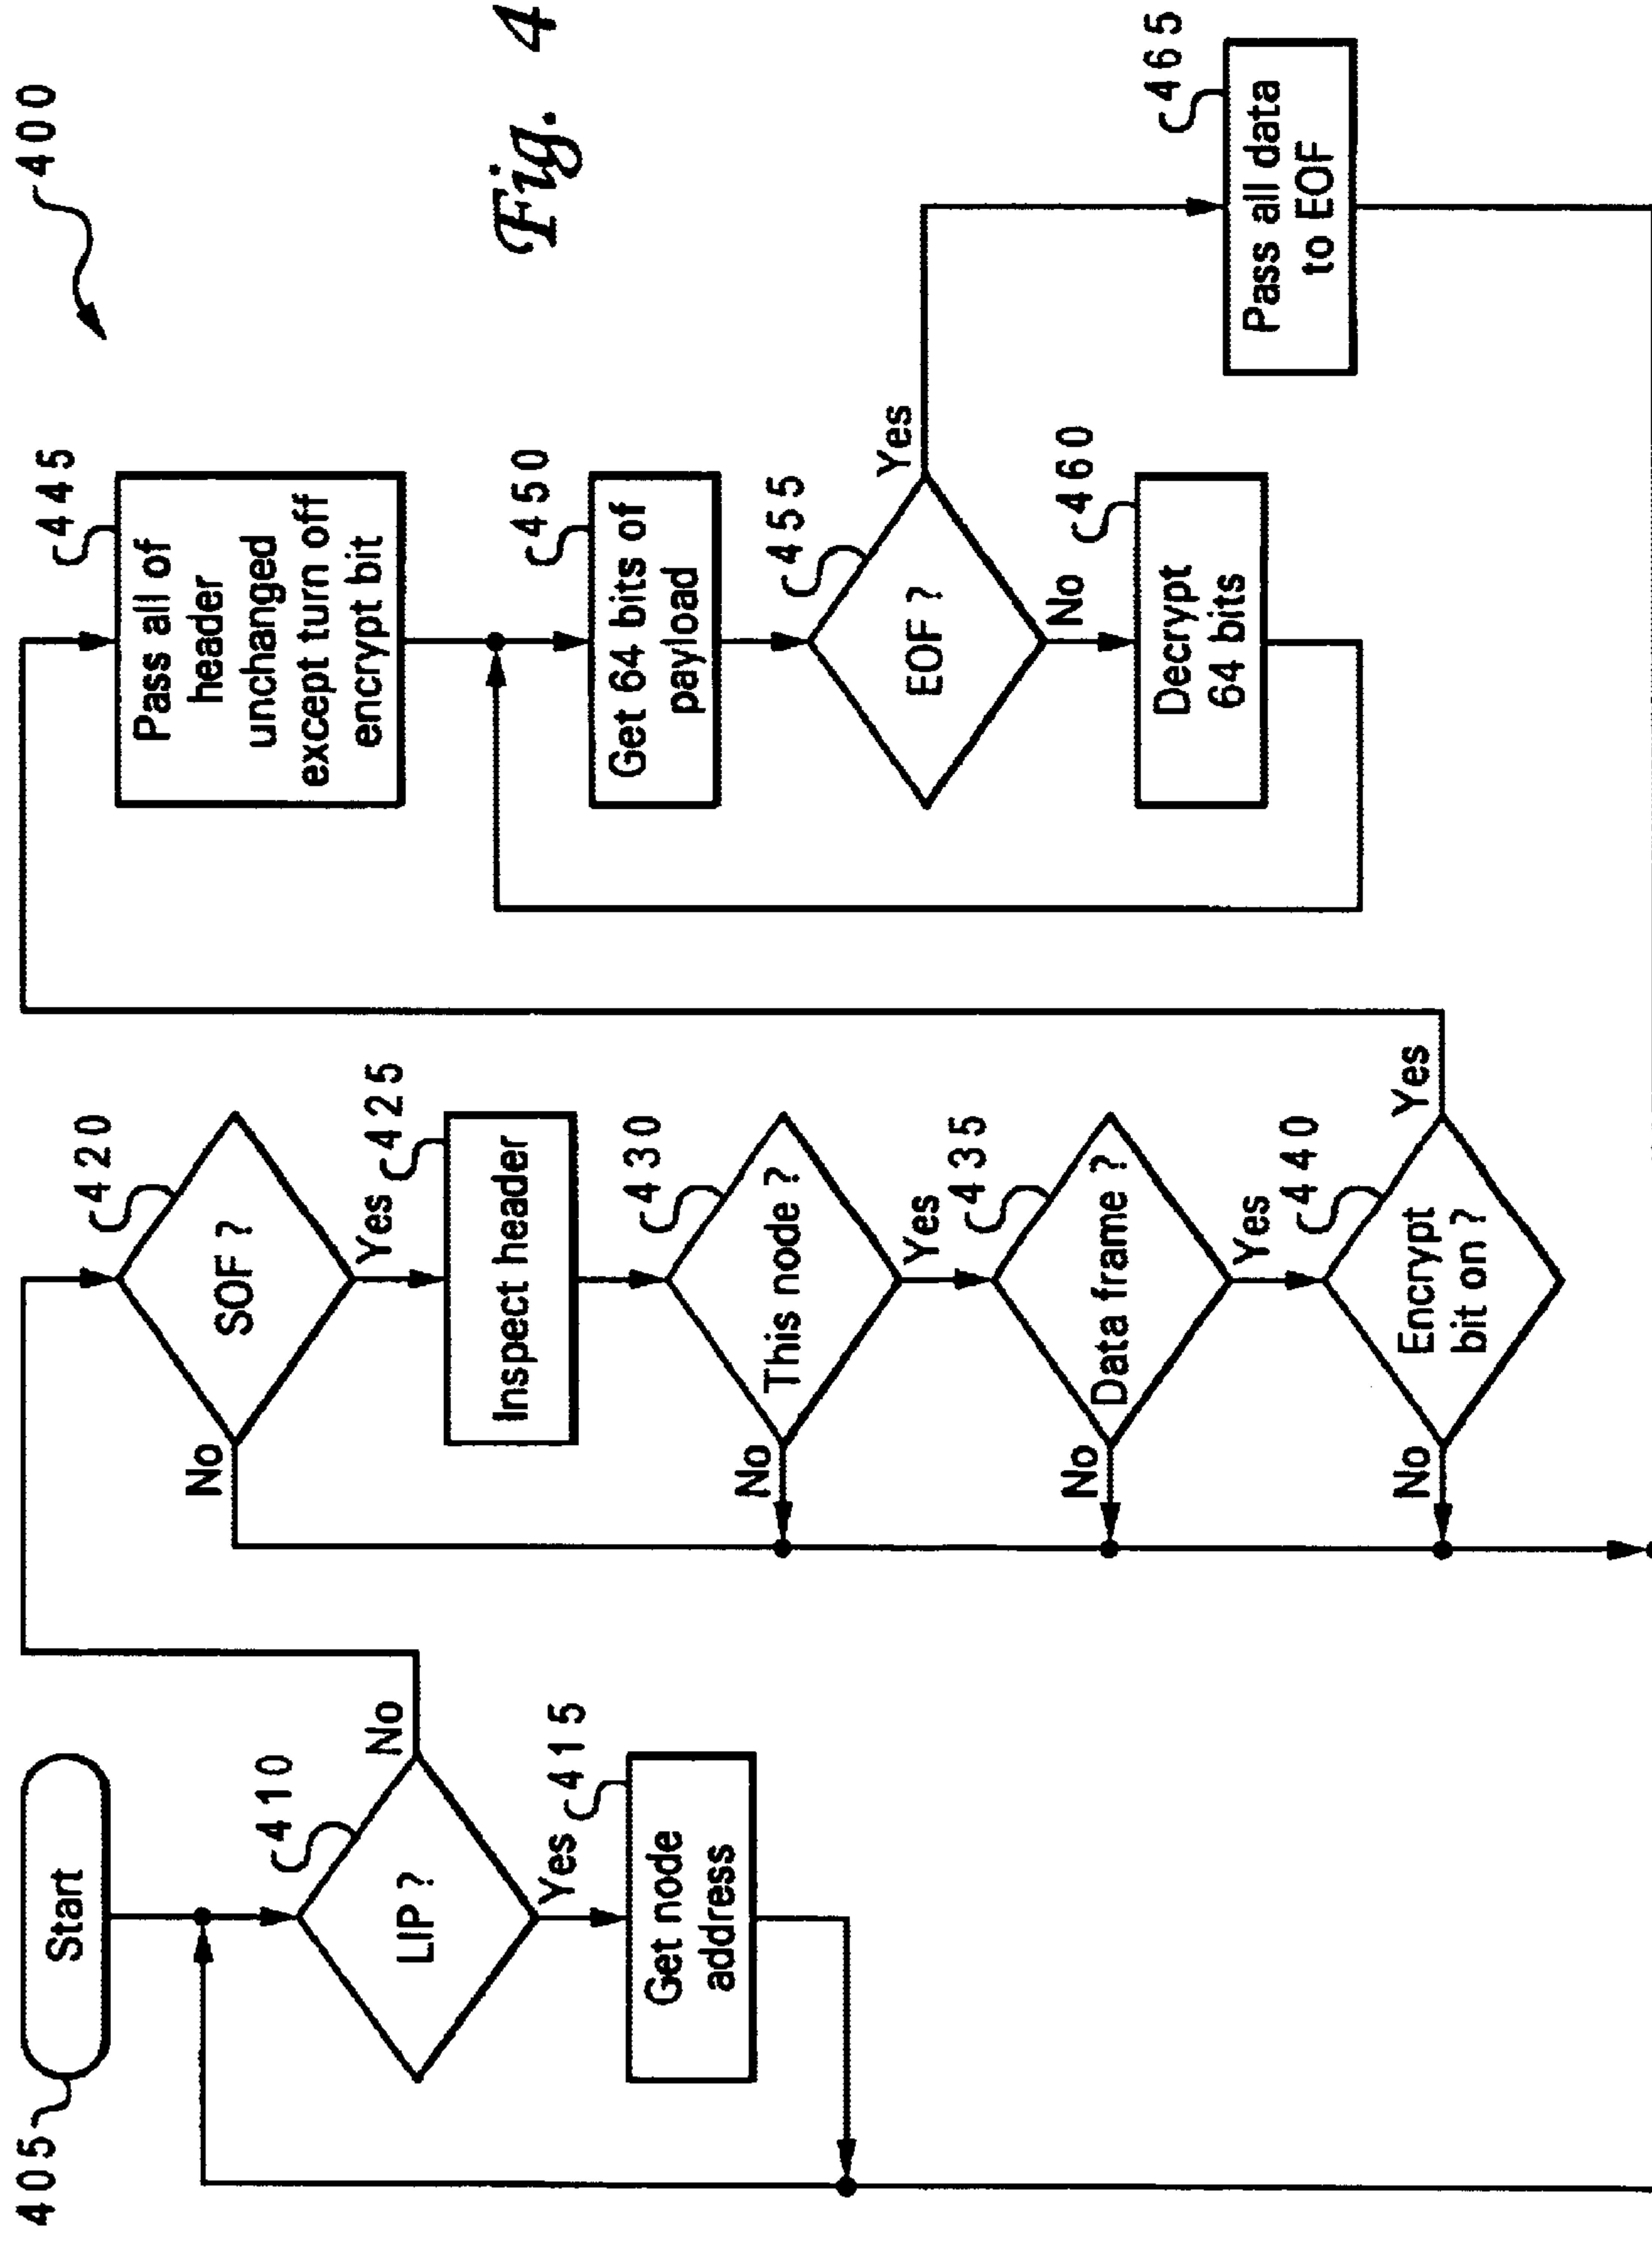 400
Fig. 4
405
Start
410
LIP ?
No
Yes
415
Get node
address
420
SOF ?
No
Yes
425
Inspect header
430
This node ?
No
Yes
435
Data frame ?
No
Yes
440
Encrypt
bit on ?
No
Yes
445
Pass all of
header
unchanged
except turn off
encrypt bit
450
Get 64 bits of
payload
455
EOF ?
Yes
No
460
Decrypt
64 bits
465
Pass all data
to EOF